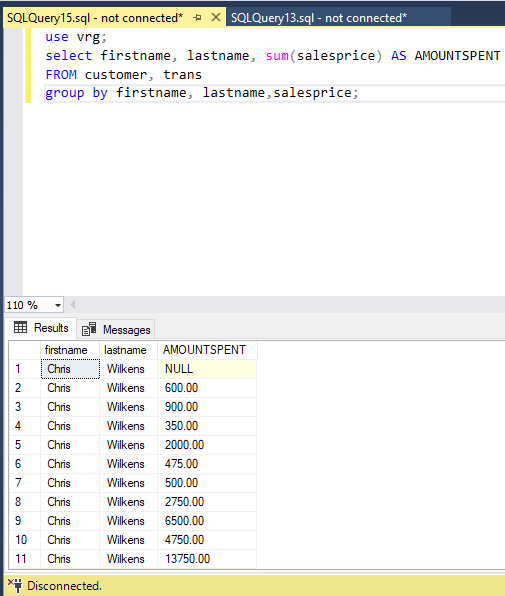 SQLQuery15.sql - not connected* SQLQuery13.sql - not connected*
use vrg;
select firstname, lastname, sum(salesprice) AS AMOUNTSPENT
FROM customer, trans
group by firstname, lastname,salesprice;
110 %
Results Messages
firstname lastname AMOUNTSPENT
1 Chris Wilkens NULL
2 Chris Wilkens 600.00
3 Chris Wilkens 900.00
4 Chris Wilkens 350.00
5 Chris Wilkens 2000.00
6 Chris Wilkens 475.00
7 Chris Wilkens 500.00
8 Chris Wilkens 2750.00
9 Chris Wilkens 6500.00
10 Chris Wilkens 4750.00
11 Chris Wilkens 13750.00
Disconnected.